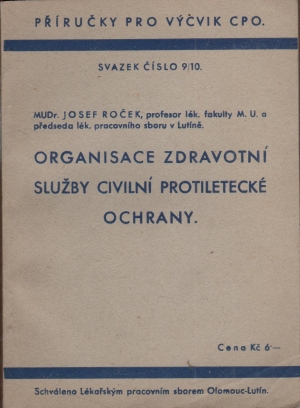 PŘÍRUČKY PRO VÝCVIK CPO.
SVAZEK ČÍSLO 9/10.
MUDr. JOSEF ROČEK, profesor lék. fakulty M. U. a
předseda lék. pracovního sboru v Lutíně.
ORGANISACE ZDRAVOTNÍ
SLUŽBY CIVILNÍ PROTILETECKÉ
OCHRANY.
Cena Kč 6·—
Schváleno Lékařským pracovním sborem Olomouc-Lutín.